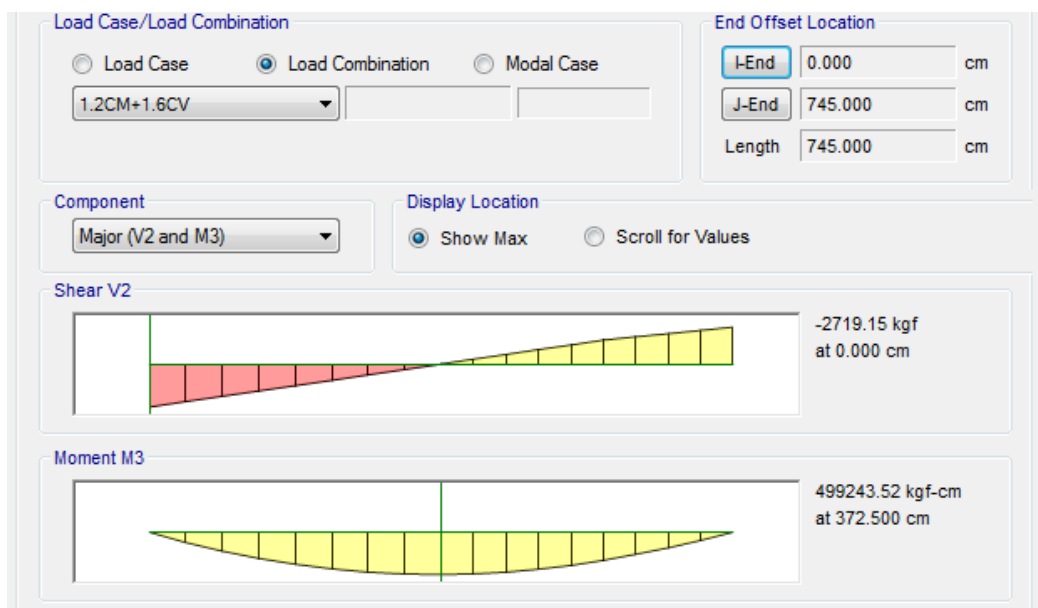 Load Case/Load Combination
Load Case
Load Combination
Modal Case
1.2CM+1.6CV
End Offset Location
I-End 0.000 cm
J-End 745.000 cm
Length 745.000 cm
Component
Major (V2 and M3)
Display Location
Show Max
Scroll for Values
Shear V2
-2719.15 kgf
at 0.000 cm
Moment M3
499243.52 kgf-cm
at 372.500 cm